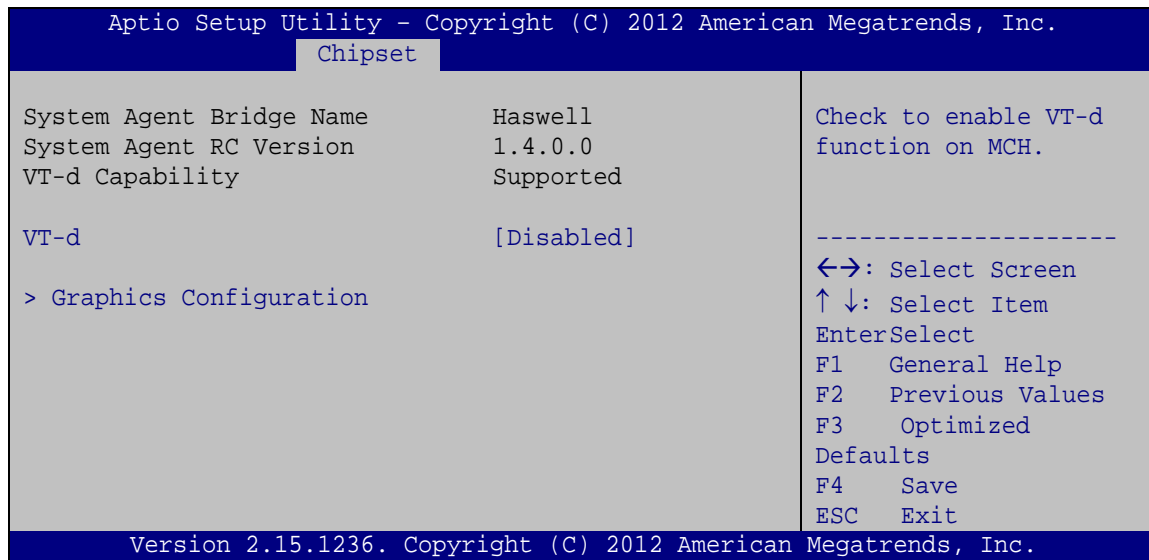 Aptio Setup Utility – Copyright (C) 2012 American Megatrends, Inc.
Chipset
System Agent Bridge Name Haswell
System Agent RC Version 1.4.0.0
VT-d Capability Supported
VT-d [Disabled]
> Graphics Configuration
Check to enable VT-d
function on MCH.
---------------------
←→: Select Screen
↑ ↓: Select Item
EnterSelect
F1 General Help
F2 Previous Values
F3 Optimized
Defaults
F4 Save
ESC Exit
Version 2.15.1236. Copyright (C) 2012 American Megatrends, Inc.